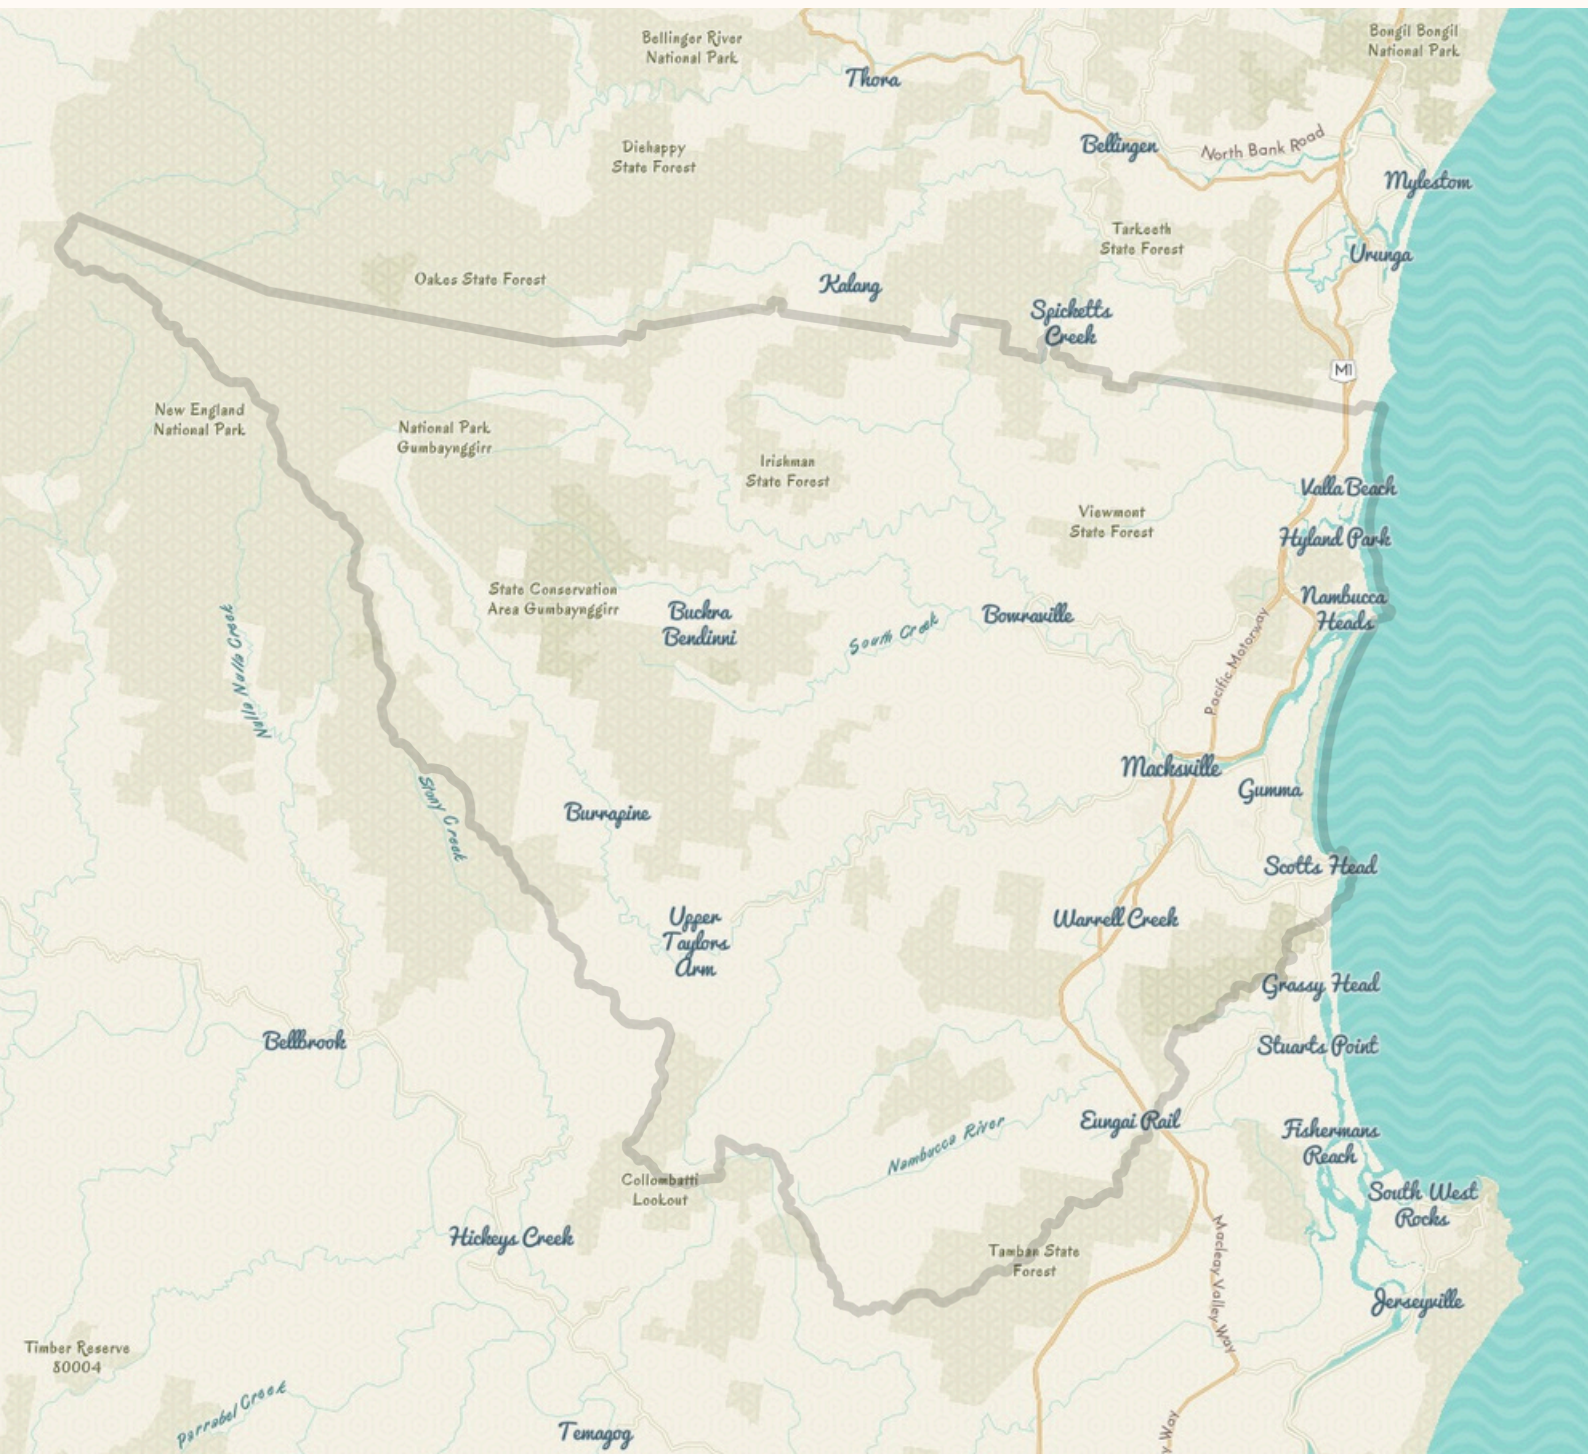 Bellinger River
National Park
Bongil Bongil
National Park
Thora
Diehappy
State Forest
Bellingen
North Bank Road
Mylestom
Tarkeeth
State Forest
Urunga
Oakes State Forest
Kalang
Spicketts
Creek
M1
New England
National Park
National Park
Gumbaynggirr
Irishman
State Forest
Valla Beach
Viewmont
State Forest
Hyland Park
State Conservation
Area Gumbaynggirr
Buckra
Bendinni
South Creek
Bowraville
Nambucca
Heads
Nulla Nulla Creek
Pacific Motorway
Macksville
Gumma
Stony Creek
Burrapine
Scotts Head
Upper
Taylors
Arm
Warrell Creek
Grassy Head
Bellbrook
Stuarts Point
Eungai Rail
Nambucca River
Fishermans
Reach
Collombatti
Lookout
South West
Rocks
Hickeys Creek
Tamban State
Forest
Macleay Valley Way
Jerseyville
Timber Reserve
80004
Parrabel Creek
Temagog
y Way